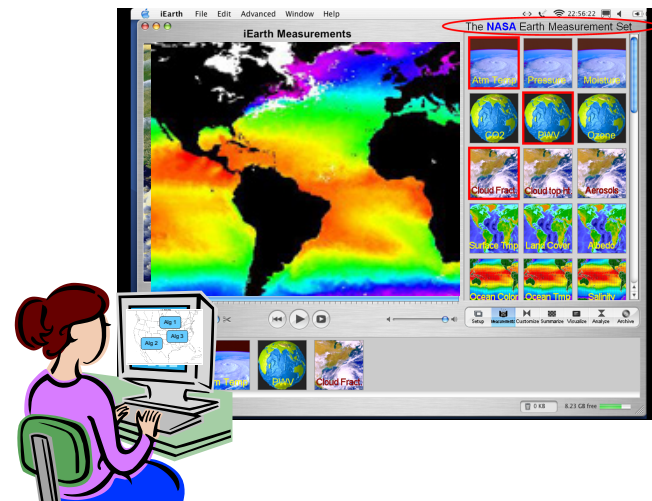 iEarth File Edit Advanced Window Help 22:56:22
iEarth Measurements
The NASA Earth Measurement Set
Atm Temp Pressure Moisture
CO2 PWV Ozone
Cloud Fract. Cloud top ht Aerosols
Surface Tmp Land Cover Albedo
Ocean Color Ocean Tmp Salinity
Setup Measurements Customize Summarize Visualize Analyze Archive
Alg 1
Alg 3
Alg 2
m Temp PWV Cloud Fract.
0 KB 8.23 GB free